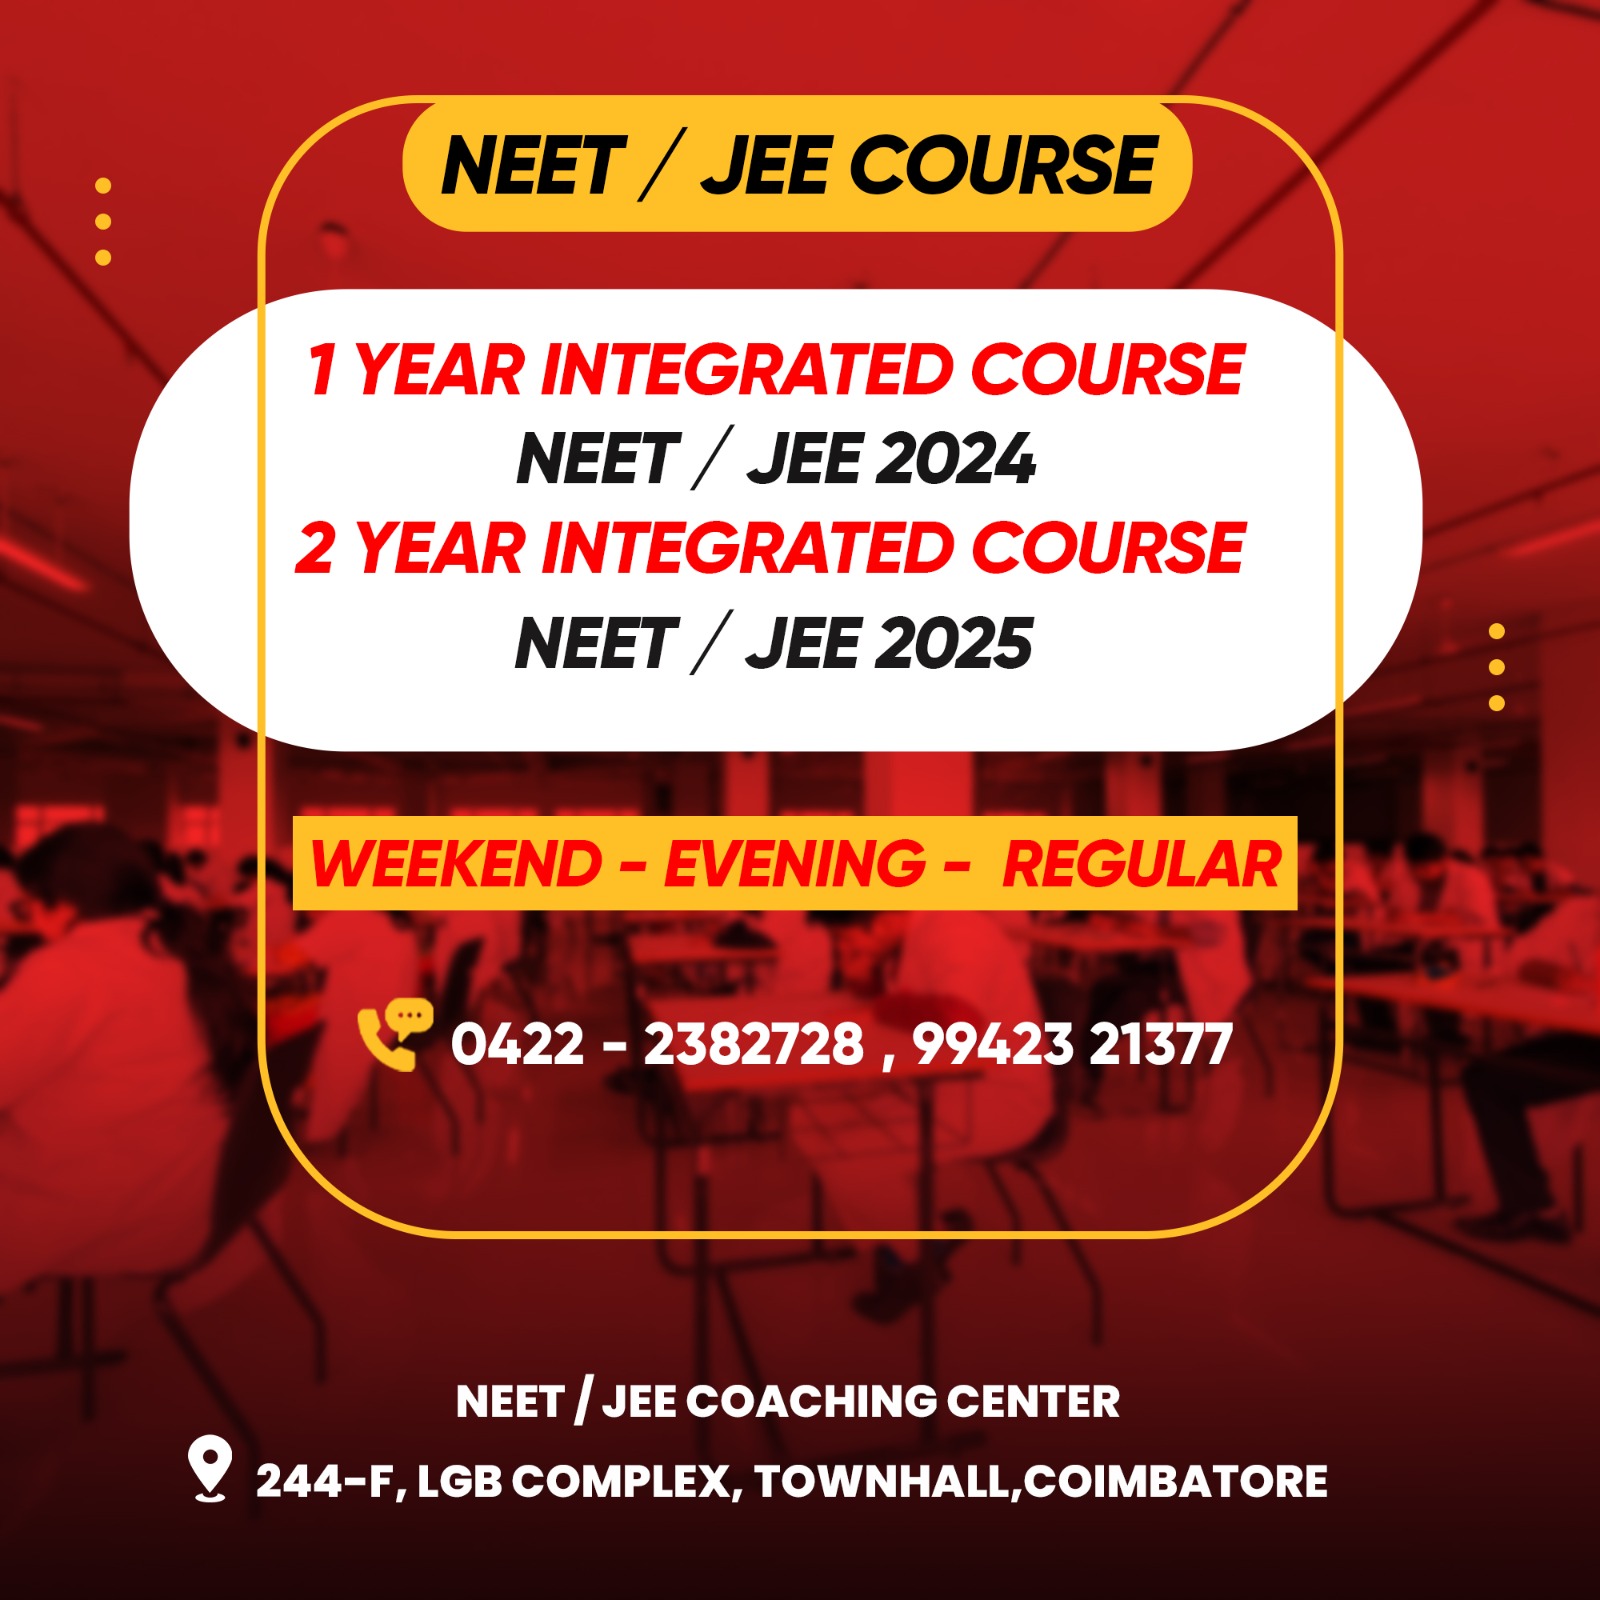 NEET / JEE COURSE
1 YEAR INTEGRATED COURSE
NEET / JEE 2024
2 YEAR INTEGRATED COURSE
NEET / JEE 2025
WEEKEND - EVENING - REGULAR
0422 - 2382728 , 99423 21377
NEET / JEE COACHING CENTER
244-F, LGB COMPLEX, TOWNHALL,COIMBATORE